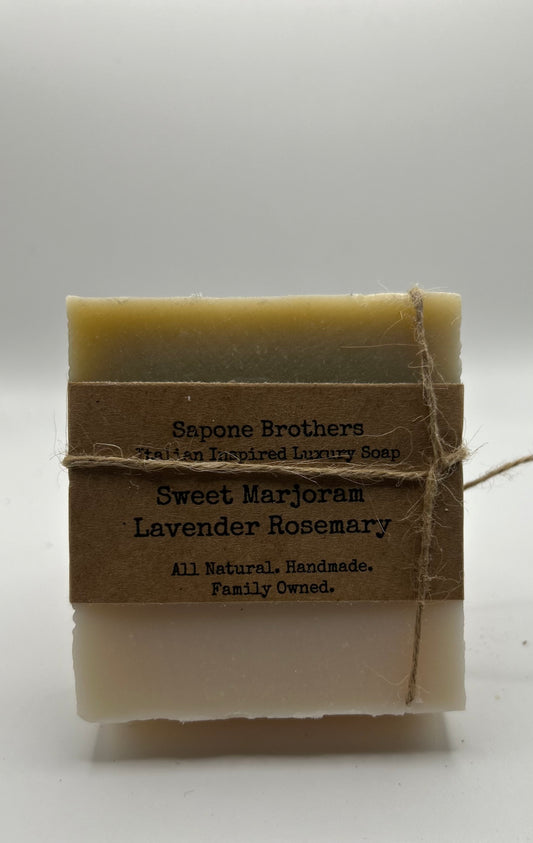 Sapone Brothers
Italian Inspired Luxury Soap
Sweet Marjoram
Lavender Rosemary
All Natural. Handmade.
Family Owned.